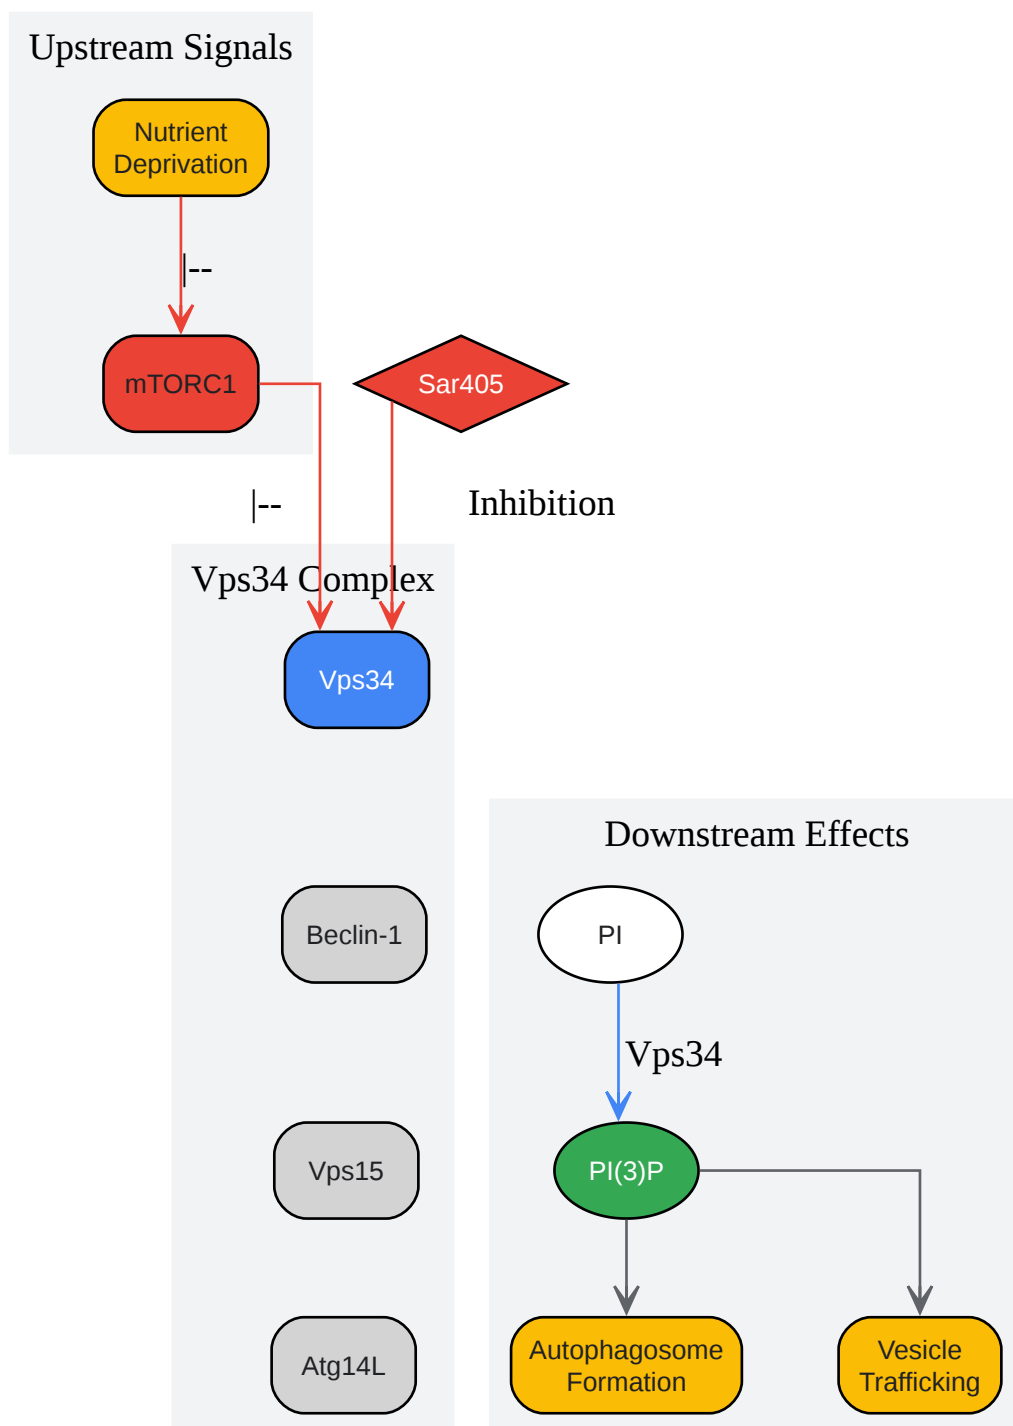 Upstream Signals
Nutrient
Deprivation
|--
mTORC1
Sar405
|--
Inhibition
Vps34 Complex
Vps34
Downstream Effects
Beclin-1
PI
Vps34
Vps15
PI(3)P
Atg14L
Autophagosome
Formation
Vesicle
Trafficking